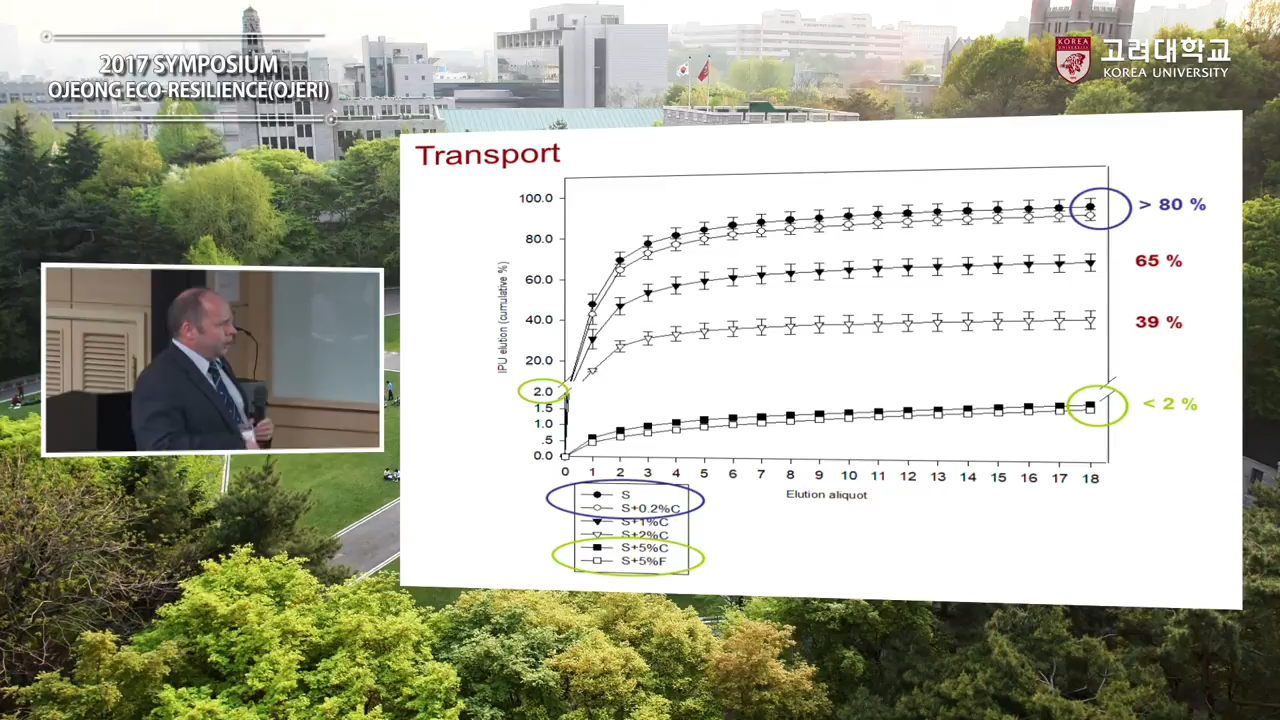 2017 SYMPOSIUM
OJEONG ECO-RESILIENCE(OJERI)
고려대학교
KOREA UNIVERSITY
KOREA
Transport
IPU elution (cumulative %)
100.0
80.0
60.0
40.0
20.0
2.0
1.5
1.0
.5
0.0
0 1 2 3 4 5 6 7 8 9 10 11 12 13 14 15 16 17 18
Elution aliquot
> 80 %
65 %
39 %
< 2 %
S
S+0.2%C
S+1%C
S+2%C
S+5%C
S+5%F